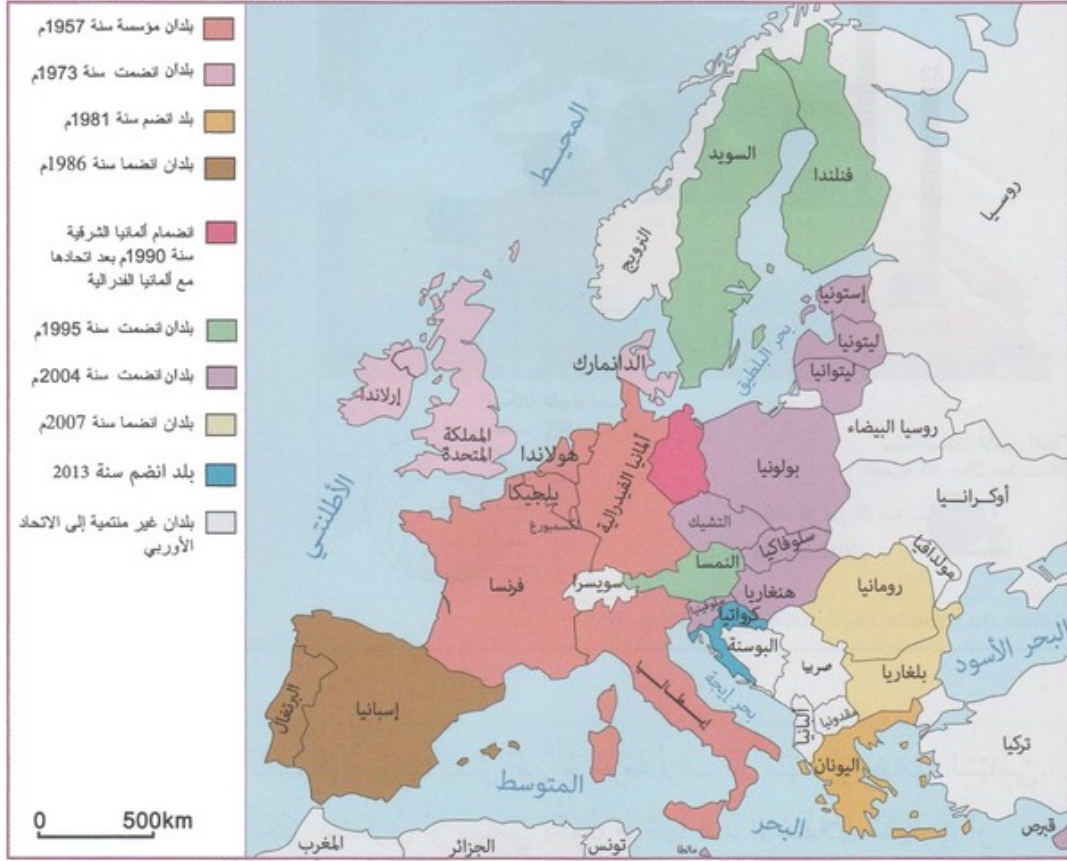 بلدان مؤسسة سنة 1957م
بلدان انضمت سنة 1973م
بلد انضم سنة 1981م
بلدان انضما سنة 1986م
انضمام ألمانيا الشرقية
سنة 1990م بعد اتحادها
مع ألمانيا الفدرالية
بلدان انضمت سنة 1995م
بلدان انضمت سنة 2004م
بلدان انضما سنة 2007م
بلد انضم سنة 2013
بلدان غير منتمية إلى الاتحاد
الأوربي
0 500km
المحيط
الأطلنتي
السويد
فنلندا
روسيا
النرويج
إستونيا
ليتونيا
ليتوانيا
بحر البلطيق
الدانمارك
إرلاندا
المملكة
المتحدة
هولاندا
بلجيكا
لكسمبورغ
ألمانيا الفيدرالية
بولونيا
روسيا البيضاء
أوكرانيا
التشيك
سلوفاكيا
النمسا
هنغاريا
مولدافيا
رومانيا
فرنسا
سويسرا
سلوفينيا
كرواتيا
البوسنة
صربيا
بلغاريا
البحر الأسود
إيطاليا
بحر إيجة
ألبانيا
مقدونيا
اليونان
تركيا
البرتغال
إسبانيا
البحر
المتوسط
قبرص
مالطا
تونس
الجزائر
المغرب